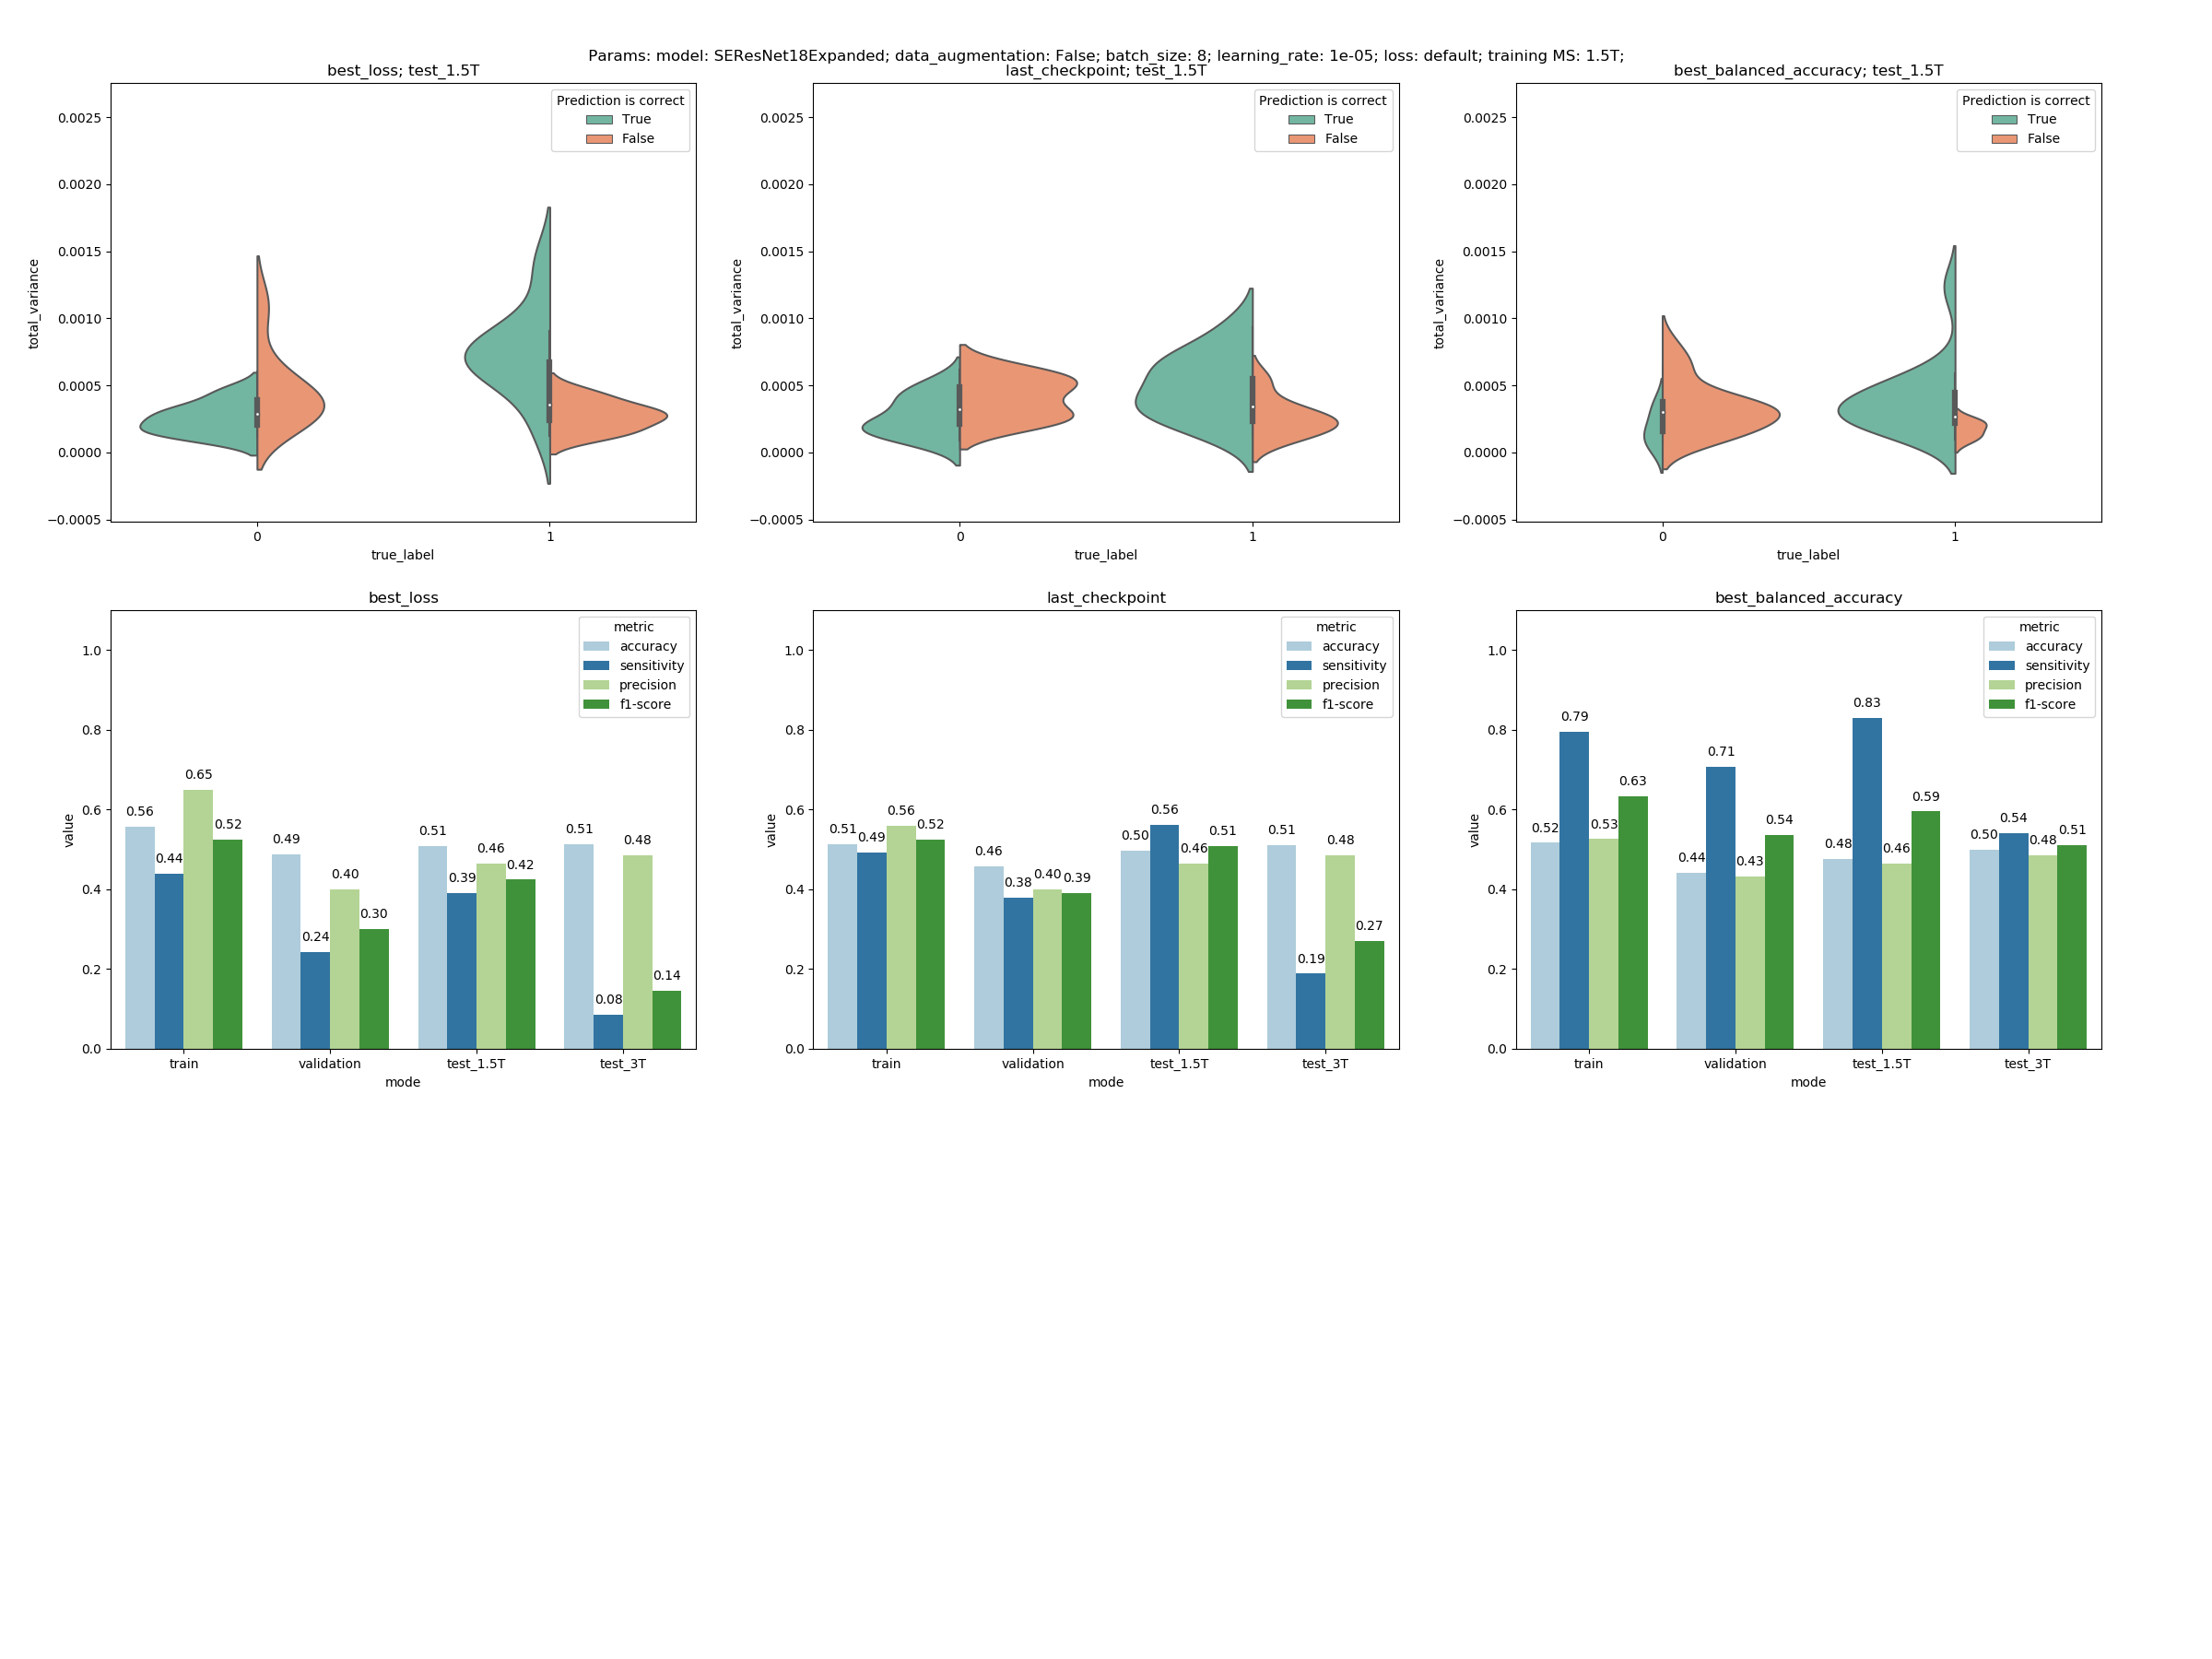 Params: model: SEResNet18Expanded; data_augmentation: False; batch_size: 8; learning_rate: 1e-05; loss: default; training MS: 1.5T;
best_loss; test_1.5T
total_variance
0.0025
0.0020
0.0015
0.0010
0.0005
0.0000
−0.0005
Prediction is correct
True
False
0 1
true_label
last_checkpoint; test_1.5T
total_variance
0.0025
0.0020
0.0015
0.0010
0.0005
0.0000
−0.0005
Prediction is correct
True
False
0 1
true_label
best_balanced_accuracy; test_1.5T
total_variance
0.0025
0.0020
0.0015
0.0010
0.0005
0.0000
−0.0005
Prediction is correct
True
False
0 1
true_label
best_loss
value
1.0
0.8
0.6
0.4
0.2
0.0
metric
accuracy
sensitivity
precision
f1-score
0.56 0.44 0.65 0.52
0.49 0.24 0.40 0.30
0.51 0.39 0.46 0.42
0.51 0.08 0.48 0.14
train validation test_1.5T test_3T
mode
last_checkpoint
value
1.0
0.8
0.6
0.4
0.2
0.0
metric
accuracy
sensitivity
precision
f1-score
0.51 0.49 0.56 0.52
0.46 0.38 0.40 0.39
0.50 0.56 0.46 0.51
0.51 0.19 0.48 0.27
train validation test_1.5T test_3T
mode
best_balanced_accuracy
value
1.0
0.8
0.6
0.4
0.2
0.0
metric
accuracy
sensitivity
precision
f1-score
0.52 0.79 0.53 0.63
0.44 0.71 0.43 0.54
0.48 0.83 0.46 0.59
0.50 0.54 0.48 0.51
train validation test_1.5T test_3T
mode